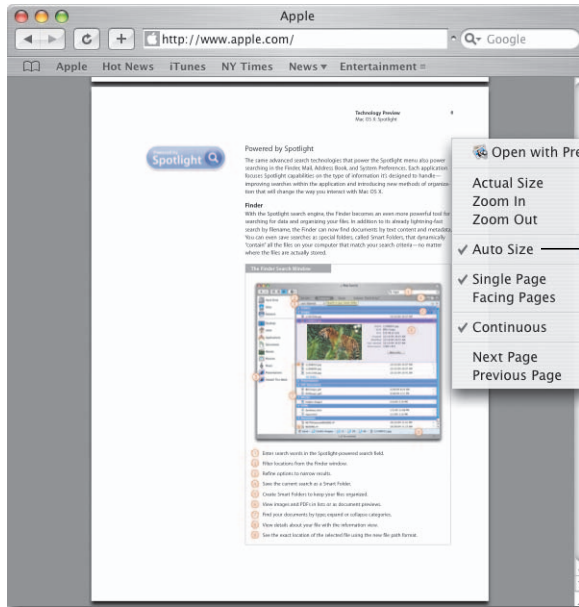 Apple
http://www.apple.com/
Google
Apple Hot News iTunes NY Times News Entertainment
Technology Preview 9
Mac OS X: Spotlight
Powered by
Spotlight
Powered by Spotlight
The same advanced search technologies that power the Spotlight menu also power
searching in the Finder, Mail, Address Book, and System Preferences. Each application
focuses Spotlight capabilities on the type of information it's designed to handle—
improving searches within the application and introducing new methods of organiza-
tion that will change the way you interact with Mac OS X.
Finder
With the Spotlight search engine, the Finder becomes an even more powerful tool for
searching for data and organizing your files. In addition to its already lightning-fast
search by filename, the Finder can now find documents by text content and metadata.
You can even save searches as special folders, called Smart Folders, that dynamically
"contain" all the files on your computer that match your search criteria—no matter
where the files are actually stored.
The Finder Search Window
1 Enter search words in the Spotlight-powered search field.
2 Filter locations from the Finder window.
3 Refine options to narrow results.
4 Save the current search as a Smart Folder.
5 Create Smart Folders to keep your files organized.
6 View images and PDFs in lists or as document previews.
7 Find your documents by type; expand or collapse categories.
8 View details about your file with the information view.
9 See the exact location of the selected file using the new file path format.
Open with Pre
Actual Size
Zoom In
Zoom Out
Auto Size
Single Page
Facing Pages
Continuous
Next Page
Previous Page